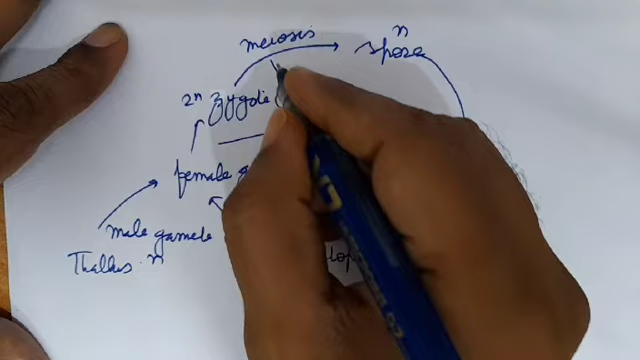 meiosis
n
spore
2n zygote
female g
male gamete
Thallus n